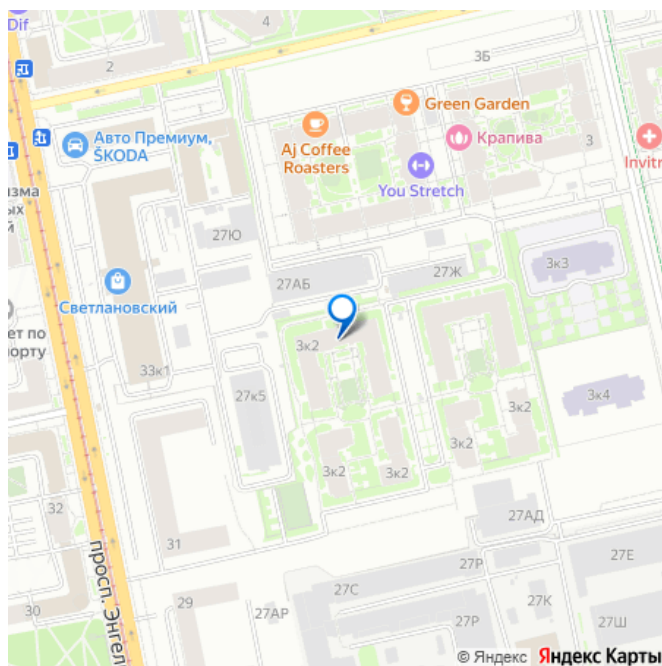 Dif
4
2
3Б
Green Garden
Авто Премиум,
ŠKODA
Aj Coffee
Roasters
Крапива
3
You Stretch
27Ю
3к3
27АБ
27Ж
Светлановский
3к2
33к1
27к5
3к4
3к2
3к2
3к2
3к2
3к2
32
27АД
31
просп.
27Р
27Е
27С
29
30
27АР
27К
27Р
27Ш
© Яндекс Яндекс Карты